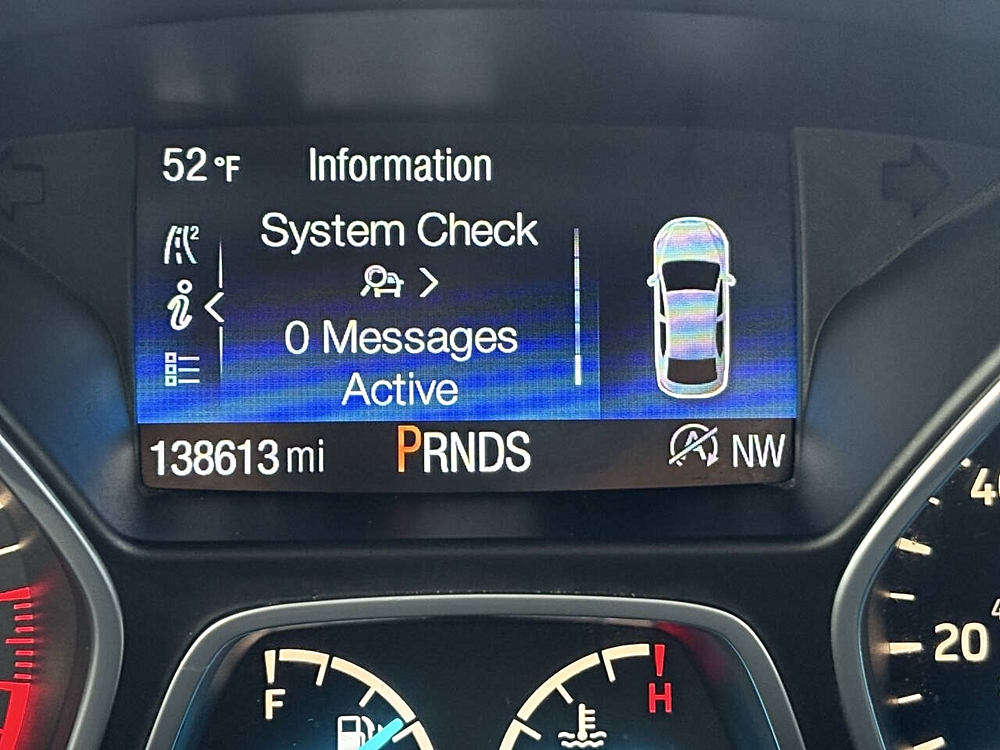 52 °F Information
System Check
0 Messages
Active
138613 mi PRNDS A NW
20
F
H